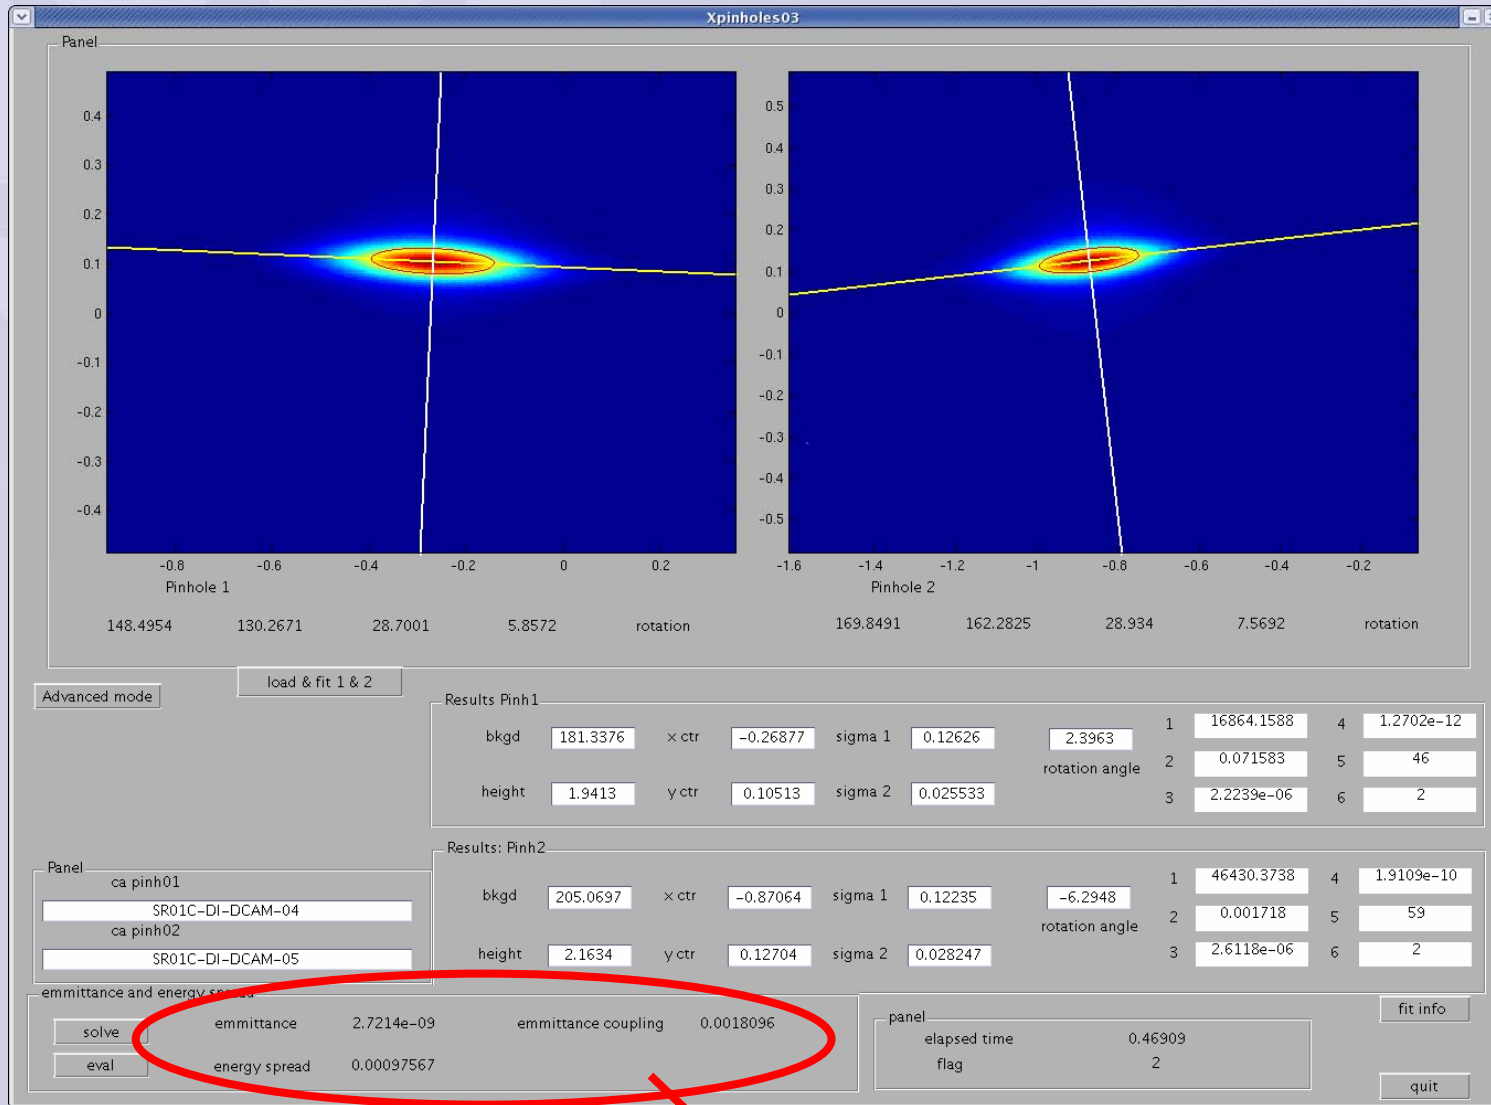 Xpinholes03
Panel
0.4
0.3
0.2
0.1
0
-0.1
-0.2
-0.3
-0.4
-0.8 -0.6 -0.4 -0.2 0 0.2
Pinhole 1
0.5
0.4
0.3
0.2
0.1
0
-0.1
-0.2
-0.3
-0.4
-0.5
-1.6 -1.4 -1.2 -1 -0.8 -0.6 -0.4 -0.2
Pinhole 2
148.4954 130.2671 28.7001 5.8572 rotation
169.8491 162.2825 28.934 7.5692 rotation
Advanced mode
load & fit 1 & 2
Results Pinh1
bkgd 181.3376 x ctr -0.26877 sigma 1 0.12626 2.3963
rotation angle
height 1.9413 y ctr 0.10513 sigma 2 0.025533
1 16864.1588 4 1.2702e-12
2 0.071583 5 46
3 2.2239e-06 6 2
Results: Pinh2
bkgd 205.0697 x ctr -0.87064 sigma 1 0.12235 -6.2948
rotation angle
height 2.1634 y ctr 0.12704 sigma 2 0.028247
1 46430.3738 4 1.9109e-10
2 0.001718 5 59
3 2.6118e-06 6 2
Panel
ca pinh01
SR01C-DI-DCAM-04
ca pinh02
SR01C-DI-DCAM-05
emmittance and energy spread
solve emmittance 2.7214e-09 emmittance coupling 0.0018096
eval energy spread 0.00097567
panel
elapsed time 0.46909
flag 2
fit info
quit